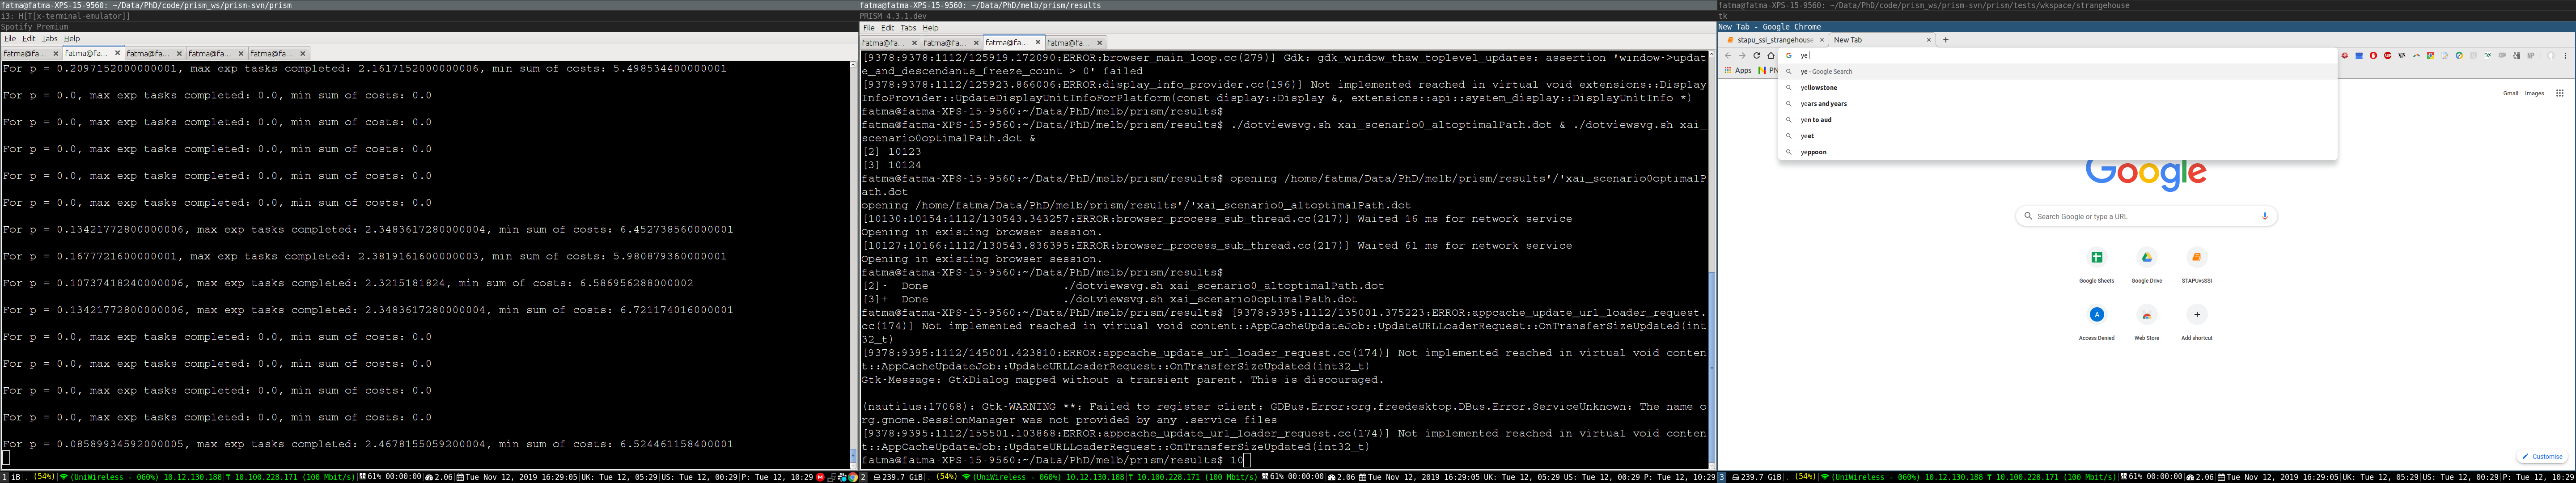 fatma@fatma-XPS-15-9560: ~/Data/PhD/code/prism_ws/prism-svn/prism
i3: H[T[x-terminal-emulator]]
Spotify Premium
File Edit Tabs Help
fatma@fa... × fatma@fa... × fatma@fa... × fatma@fa... × fatma@fa... ×
For p = 0.2097152000000001, max exp tasks completed: 2.1617152000000006, min sum of costs: 5.498534400000001
For p = 0.0, max exp tasks completed: 0.0, min sum of costs: 0.0
For p = 0.0, max exp tasks completed: 0.0, min sum of costs: 0.0
For p = 0.0, max exp tasks completed: 0.0, min sum of costs: 0.0
For p = 0.0, max exp tasks completed: 0.0, min sum of costs: 0.0
For p = 0.0, max exp tasks completed: 0.0, min sum of costs: 0.0
For p = 0.13421772800000006, max exp tasks completed: 2.3483617280000004, min sum of costs: 6.452738560000001
For p = 0.1677721600000001, max exp tasks completed: 2.3819161600000003, min sum of costs: 5.980879360000001
For p = 0.10737418240000006, max exp tasks completed: 2.3215181824, min sum of costs: 6.586956288000002
For p = 0.13421772800000006, max exp tasks completed: 2.3483617280000004, min sum of costs: 6.721174016000001
For p = 0.0, max exp tasks completed: 0.0, min sum of costs: 0.0
For p = 0.0, max exp tasks completed: 0.0, min sum of costs: 0.0
For p = 0.0, max exp tasks completed: 0.0, min sum of costs: 0.0
For p = 0.0, max exp tasks completed: 0.0, min sum of costs: 0.0
For p = 0.08589934592000005, max exp tasks completed: 2.4678155059200004, min sum of costs: 6.524461158400001
1 iB| . (54%) (UniWireless - 060%) 10.12.130.188|T 10.100.228.171 (100 Mbit/s)| 61% 00:00:00| 2.06| Tue Nov 12, 2019 16:29:05|UK: Tue 12, 05:29|US: Tue 12, 00:29|P: Tue 12, 10:29
fatma@fatma-XPS-15-9560: ~/Data/PhD/melb/prism/results
PRISM 4.3.1.dev
File Edit Tabs Help
fatma@fa... × fatma@fa... × fatma@fa... × fatma@fa... ×
[9378:9378:1112/125919.172090:ERROR:browser_main_loop.cc(279)] Gdk: gdk_window_thaw_toplevel_updates: assertion 'window->updat
e_and_descendants_freeze_count > 0' failed
[9378:9378:1112/125923.866006:ERROR:display_info_provider.cc(196)] Not implemented reached in virtual void extensions::Display
InfoProvider::UpdateDisplayUnitInfoForPlatform(const display::Display &, extensions::api::system_display::DisplayUnitInfo *)
fatma@fatma-XPS-15-9560:~/Data/PhD/melb/prism/results$
fatma@fatma-XPS-15-9560:~/Data/PhD/melb/prism/results$ ./dotviewsvg.sh xai_scenario0_altoptimalPath.dot & ./dotviewsvg.sh xai_
scenario0optimalPath.dot &
[2] 10123
[3] 10124
fatma@fatma-XPS-15-9560:~/Data/PhD/melb/prism/results$ opening /home/fatma/Data/PhD/melb/prism/results'/'xai_scenario0optimalP
ath.dot
opening /home/fatma/Data/PhD/melb/prism/results'/'xai_scenario0_altoptimalPath.dot
[10130:10154:1112/130543.343257:ERROR:browser_process_sub_thread.cc(217)] Waited 16 ms for network service
Opening in existing browser session.
[10127:10166:1112/130543.836395:ERROR:browser_process_sub_thread.cc(217)] Waited 61 ms for network service
Opening in existing browser session.
fatma@fatma-XPS-15-9560:~/Data/PhD/melb/prism/results$
[2]- Done ./dotviewsvg.sh xai_scenario0_altoptimalPath.dot
[3]+ Done ./dotviewsvg.sh xai_scenario0optimalPath.dot
fatma@fatma-XPS-15-9560:~/Data/PhD/melb/prism/results$ [9378:9395:1112/135001.375223:ERROR:appcache_update_url_loader_request.
cc(174)] Not implemented reached in virtual void content::AppCacheUpdateJob::UpdateURLLoaderRequest::OnTransferSizeUpdated(int
32_t)
[9378:9395:1112/145001.423810:ERROR:appcache_update_url_loader_request.cc(174)] Not implemented reached in virtual void conten
t::AppCacheUpdateJob::UpdateURLLoaderRequest::OnTransferSizeUpdated(int32_t)
Gtk-Message: GtkDialog mapped without a transient parent. This is discouraged.
(nautilus:17068): Gtk-WARNING **: Failed to register client: GDBus.Error:org.freedesktop.DBus.Error.ServiceUnknown: The name o
rg.gnome.SessionManager was not provided by any .service files
[9378:9395:1112/155501.103868:ERROR:appcache_update_url_loader_request.cc(174)] Not implemented reached in virtual void conten
t::AppCacheUpdateJob::UpdateURLLoaderRequest::OnTransferSizeUpdated(int32_t)
fatma@fatma-XPS-15-9560:~/Data/PhD/melb/prism/results$ 10
2 239.7 GiB| . (54%) (UniWireless - 060%) 10.12.130.188|T 10.100.228.171 (100 Mbit/s)| 61% 00:00:00| 2.06| Tue Nov 12, 2019 16:29:05|UK: Tue 12, 05:29|US: Tue 12, 00:29|P: Tue 12, 10:29
fatma@fatma-XPS-15-9560: ~/Data/PhD/code/prism_ws/prism-svn/prism/tests/wkspace/strangehouse
tk
New Tab - Google Chrome
stapu_ssi_strangehouse × New Tab × +
ye
Apps PN
ye - Google Search
yellowstone
years and years
yen to aud
yeet
yeppoon
Gmail Images
Google
Search Google or type a URL
Google Sheets Google Drive STAPUvsSSI
A
Access Denied Web Store Add shortcut
Customise
3 239.7 GiB| . (54%) (UniWireless - 060%) 10.12.130.188|T 10.100.228.171 (100 Mbit/s)| 61% 00:00:00| 2.06| Tue Nov 12, 2019 16:29:05|UK: Tue 12, 05:29|US: Tue 12, 00:29|P: Tue 12, 10:29